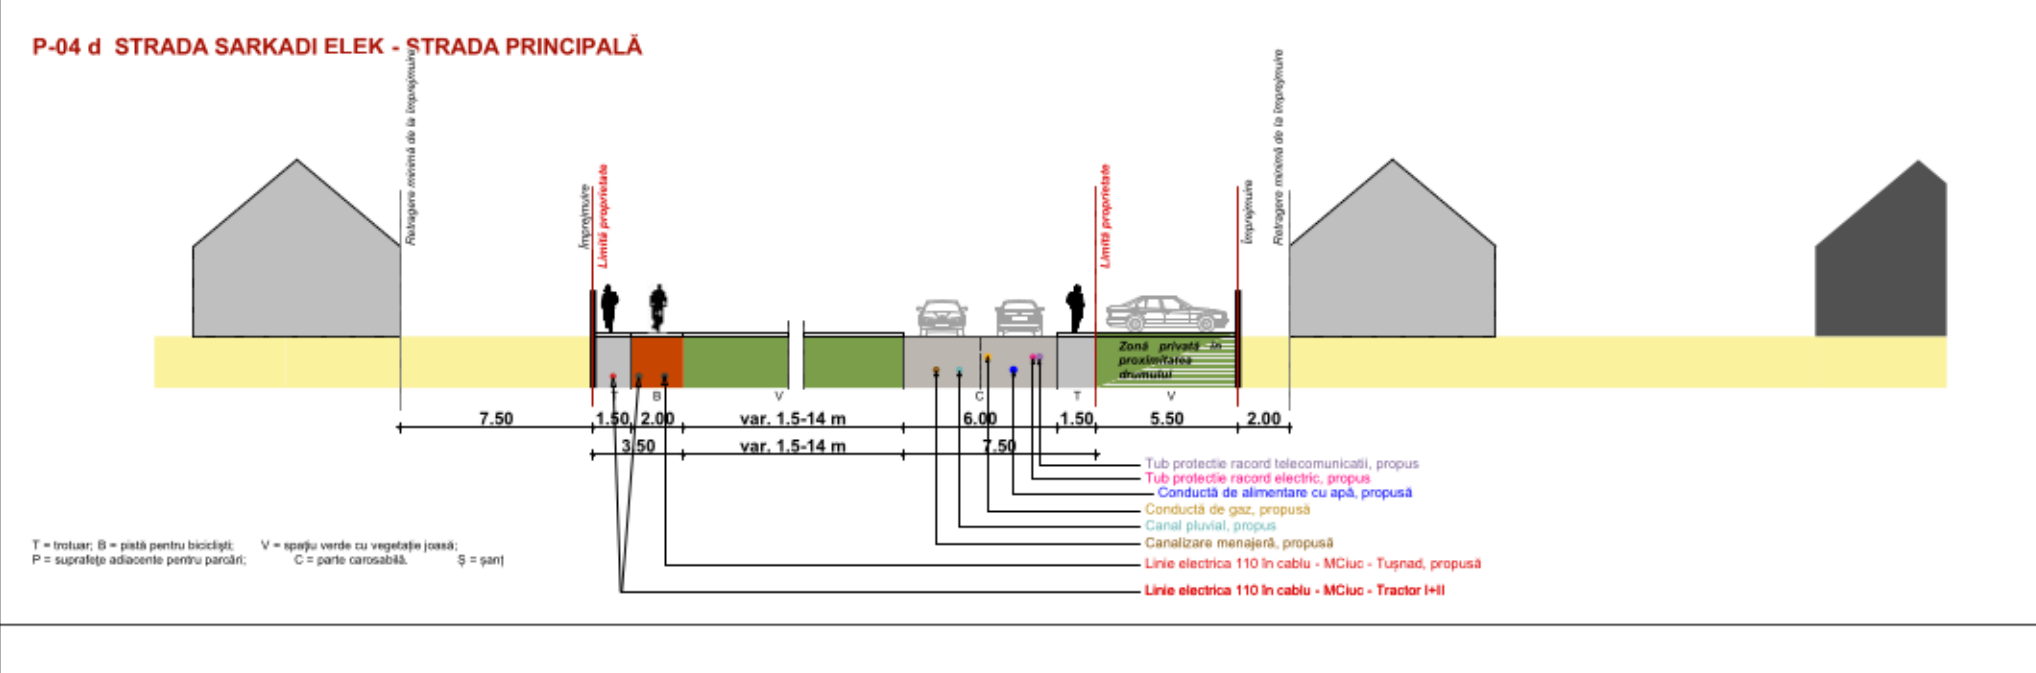 P-04 d STRADA SARKADI ELEK - STRADA PRINCIPALĂ
Retragere minimă de la împrejmuire
Împrejmuire
Limită proprietate
Limită proprietate
Împrejmuire
Retragere minimă de la împrejmuire
Zonă privată în
proximitatea
drumului
T B V C T V
7.50 1.50 2.00 var. 1.5-14 m 6.00 1.50 5.50 2.00
3.50 var. 1.5-14 m 7.50
Tub protectie racord telecomunicatii, propus
Tub protectie racord electric, propus
Conductă de alimentare cu apă, propusă
Conductă de gaz, propusă
Canal pluvial, propus
Canalizare menajeră, propusă
Linie electrica 110 în cablu - MCiuc - Tușnad, propusă
Linie electrica 110 în cablu - MCiuc - Tractor I+II
T = trotuar; B = pistă pentru bicicliști; V = spațiu verde cu vegetație joasă;
P = suprafețe adiacente pentru parcări; C = parte carosabilă. Ș = șanț